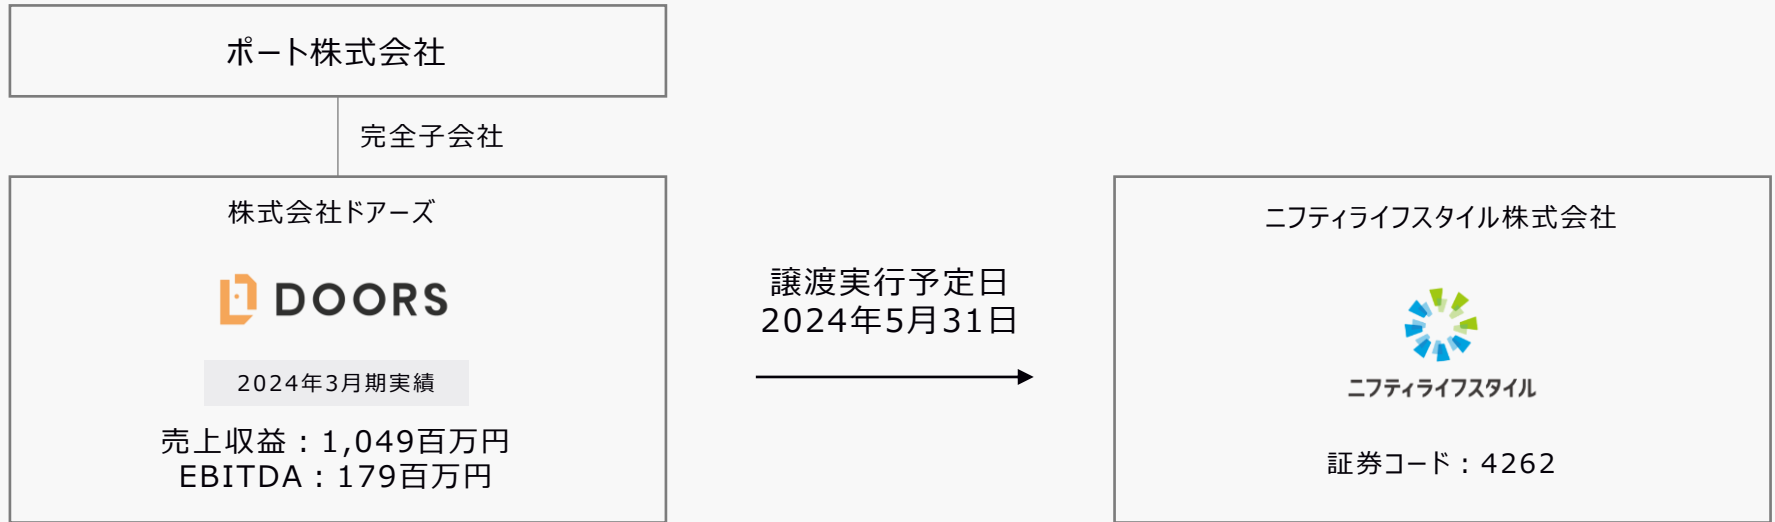 ポート株式会社
完全子会社
株式会社ドアーズ
DOORS
2024年3月期実績
売上収益：1,049百万円
EBITDA：179百万円
譲渡実行予定日
2024年5月31日
ニフティライフスタイル株式会社
ニフティライフスタイル
証券コード：4262